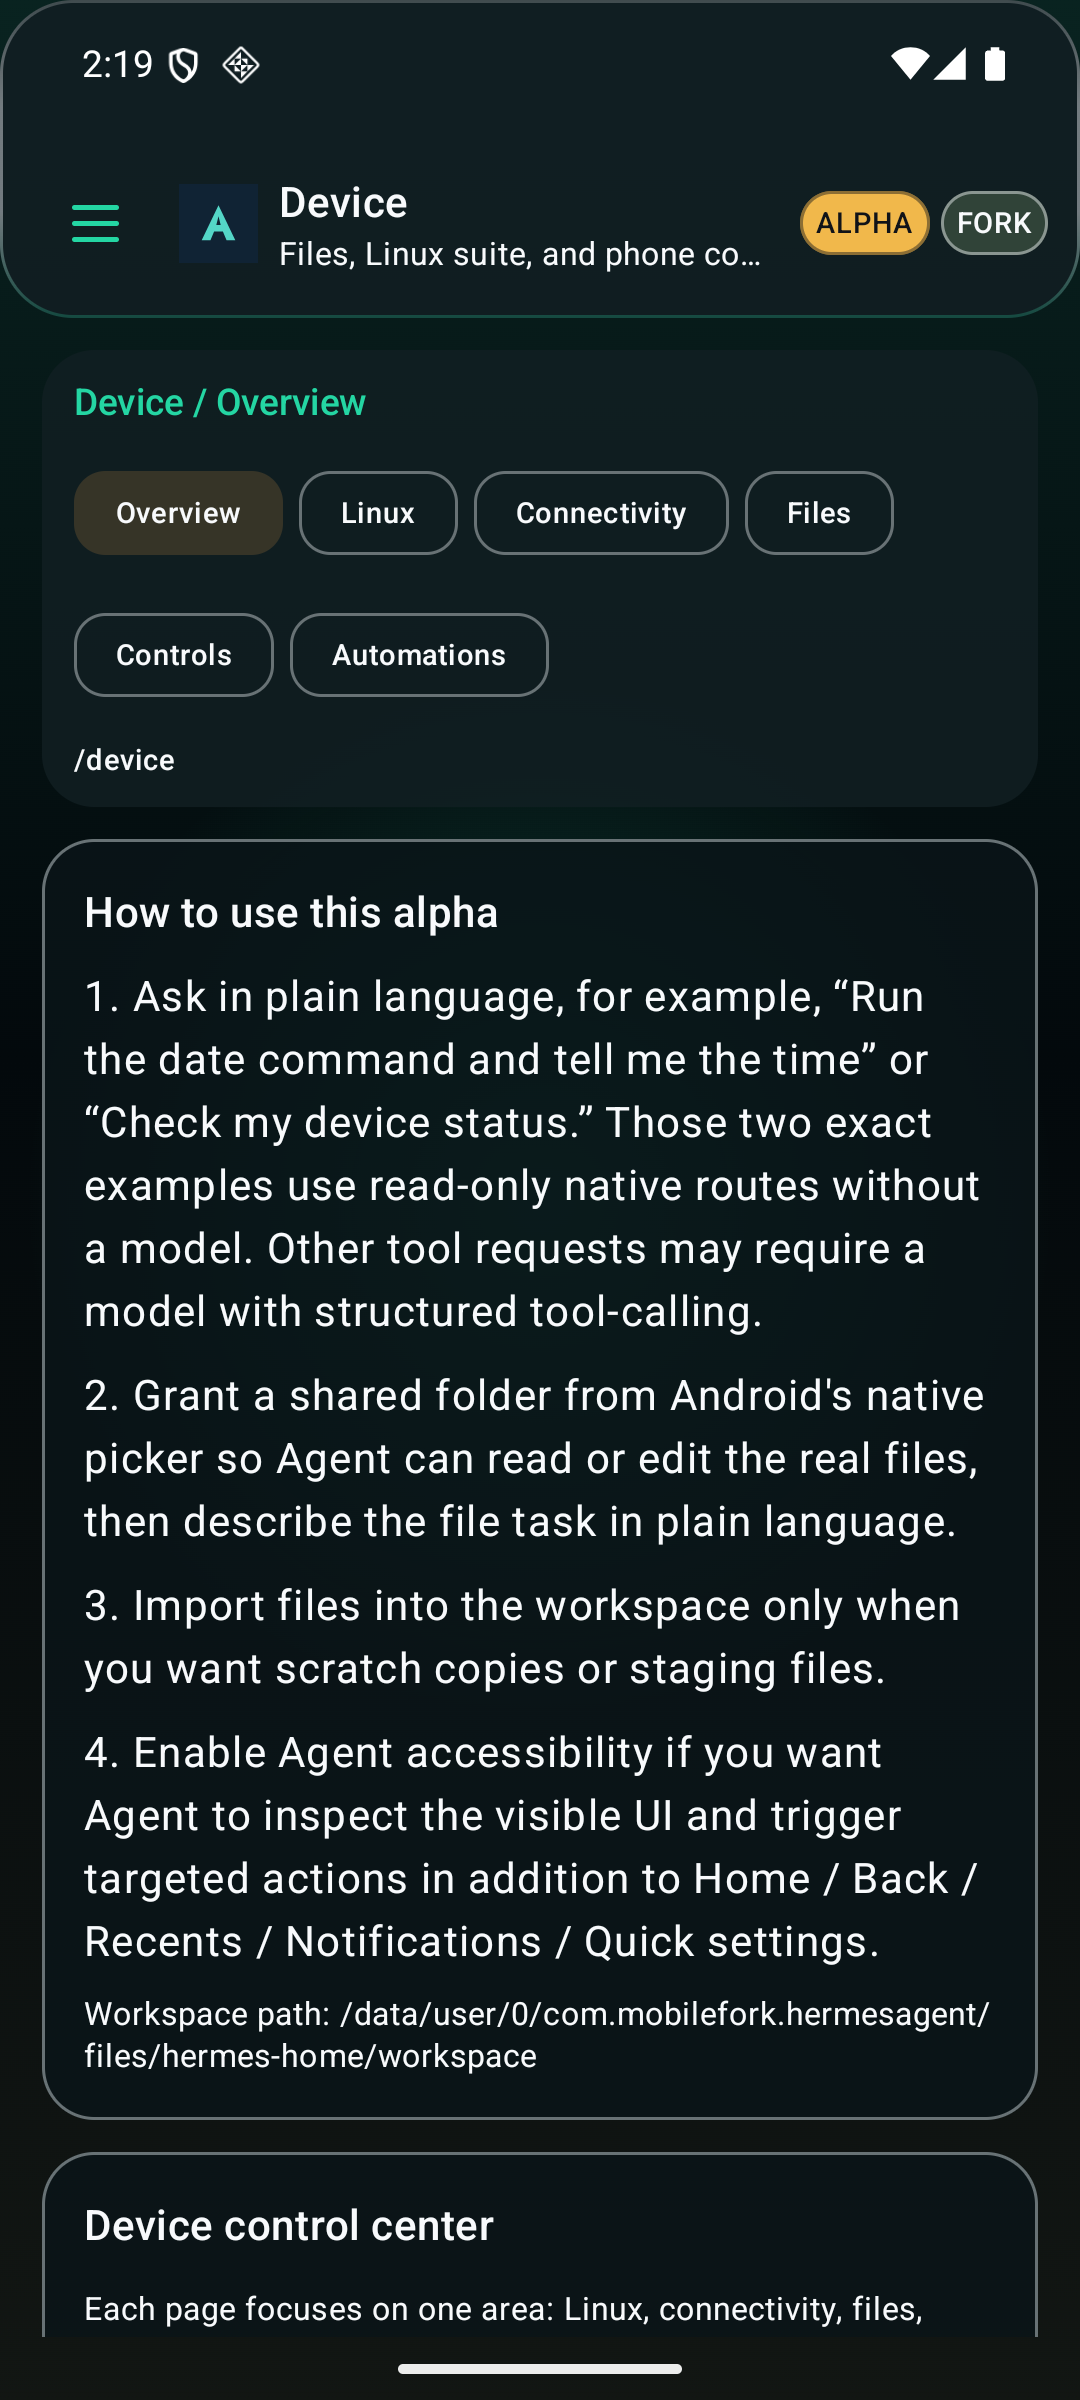 2:19
Device
Files, Linux suite, and phone co…
ALPHA
FORK
Device / Overview
Overview
Linux
Connectivity
Files
Controls
Automations
/device
How to use this alpha
1. Ask in plain language, for example, “Run
the date command and tell me the time” or
“Check my device status.” Those two exact
examples use read-only native routes without
a model. Other tool requests may require a
model with structured tool-calling.
2. Grant a shared folder from Android's native
picker so Agent can read or edit the real files,
then describe the file task in plain language.
3. Import files into the workspace only when
you want scratch copies or staging files.
4. Enable Agent accessibility if you want
Agent to inspect the visible UI and trigger
targeted actions in addition to Home / Back /
Recents / Notifications / Quick settings.
Workspace path: /data/user/0/com.mobilefork.hermesagent/
files/hermes-home/workspace
Device control center
Each page focuses on one area: Linux, connectivity, files,